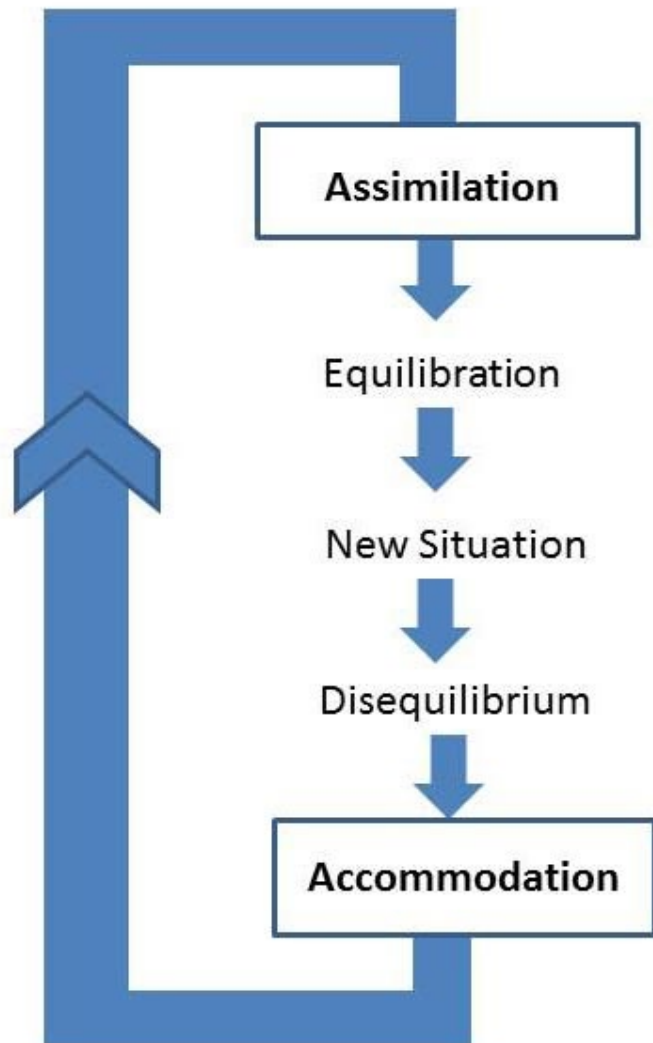 Assimilation
Equilibration
New Situation
Disequilibrium
Accommodation